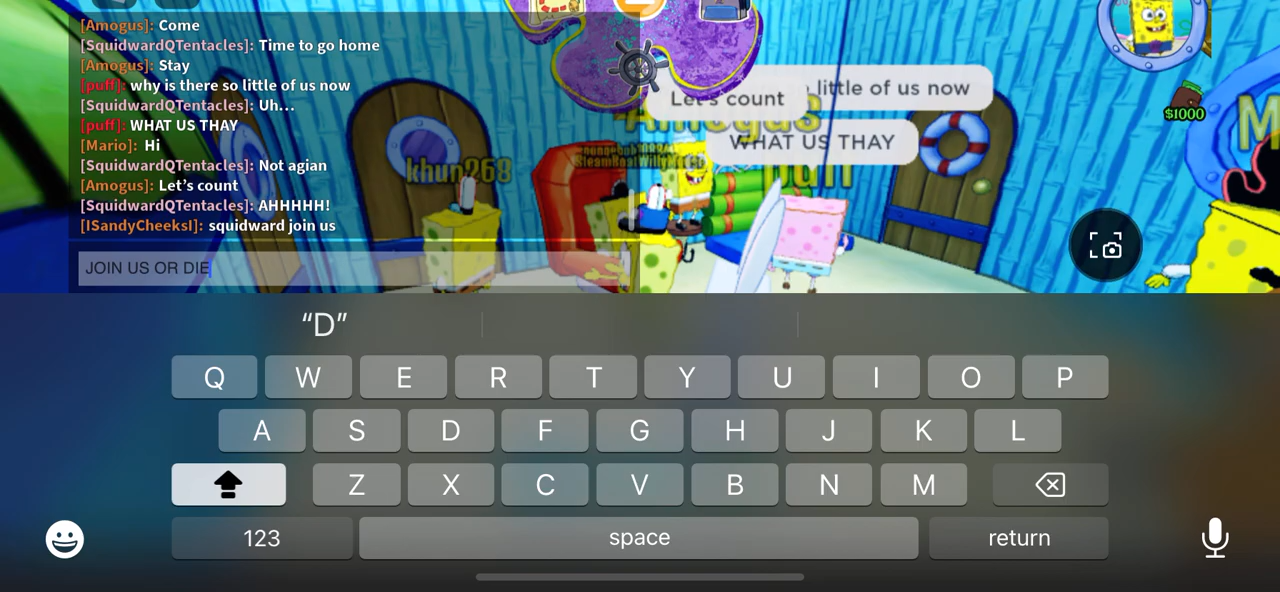 [Amogus]: Come
[SquidwardQTentacles]: Time to go home
[Amogus]: Stay
[puff]: why is there so little of us now
[SquidwardQTentacles]: Uh...
[puff]: WHAT US THAY
[Mario]: Hi
[SquidwardQTentacles]: Not agian
[Amogus]: Let's count
[SquidwardQTentacles]: AHHHHH!
[ISandyCheeksI]: squidward join us
JOIN US OR DIE
little of us now
Let's count
$1000
Amogus
WHAT US THAY
M
khun268
puff
“D”
Q W E R T Y U I O P
A S D F G H J K L
Z X C V B N M
123 space return